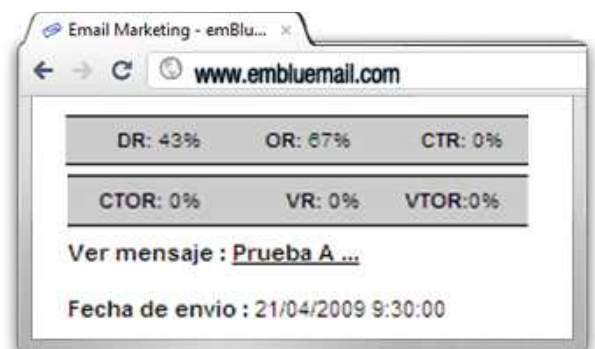 Email Marketing - emBlu...
www.embluemail.com
DR: 43% OR: 67% CTR: 0%
CTOR: 0% VR: 0% VTOR:0%
Ver mensaje : Prueba A ...
Fecha de envio : 21/04/2009 9:30:00